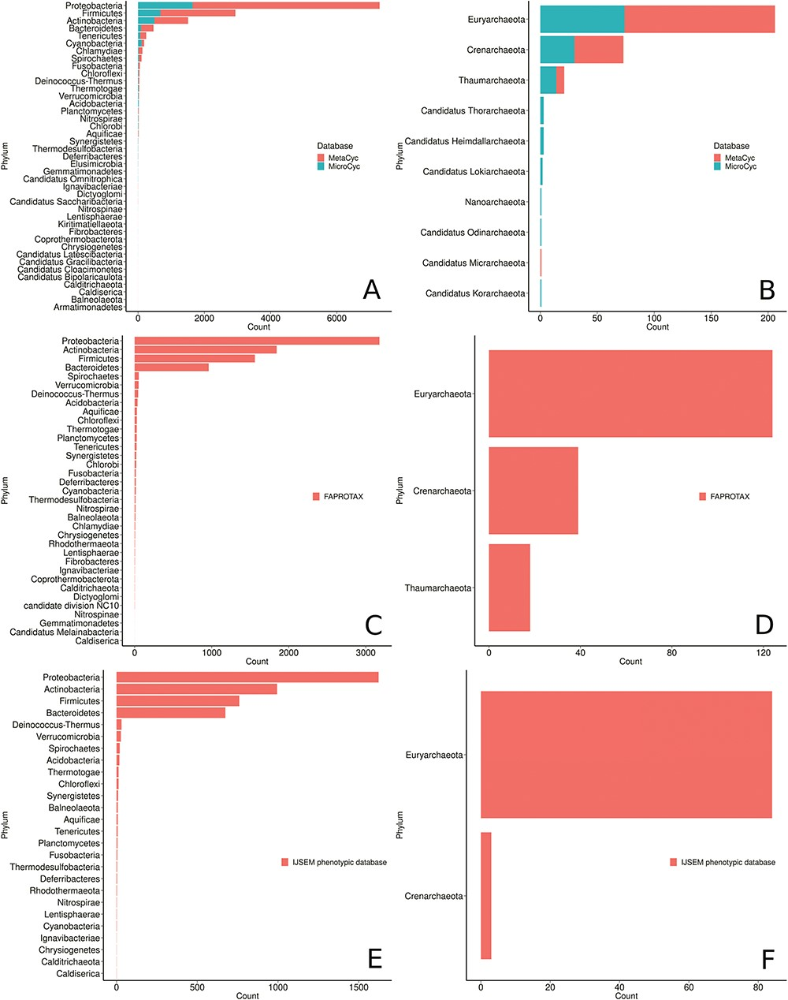 Proteobacteria
Firmicutes
Actinobacteria
Bacteroidetes
Tenericutes
Cyanobacteria
Chlamydiae
Spirochaetes
Fusobacteria
Chloroflexi
Deinococcus-Thermus
Thermotogae
Verrucomicrobia
Acidobacteria
Planctomycetes
Nitrospirae
Chlorobi
Aquificae
Synergistetes
Thermodesulfobacteria
Deferribacteres
Elusimicrobia
Gemmatimonadetes
Candidatus Omnitrophica
Ignavibacteriae
Dictyoglomi
Candidatus Saccharibacteria
Nitrospinae
Lentisphaerae
Kiritimatiellaeota
Fibrobacteres
Coprothermobacterota
Chrysiogenetes
Candidatus Latescibacteria
Candidatus Gracilibacteria
Candidatus Cloacimonetes
Candidatus Bipolaricaulota
Calditrichaeota
Caldiserica
Balneolaeota
Armatimonadetes
Phylum
0 2000 4000 6000
Count
Database
MetaCyc
MicroCyc
A
Euryarchaeota
Crenarchaeota
Thaumarchaeota
Candidatus Thorarchaeota
Candidatus Heimdallarchaeota
Candidatus Lokiarchaeota
Nanoarchaeota
Candidatus Odinarchaeota
Candidatus Micrarchaeota
Candidatus Korarchaeota
Phylum
0 50 100 150 200
Count
Database
MetaCyc
MicroCyc
B
Proteobacteria
Actinobacteria
Firmicutes
Bacteroidetes
Spirochaetes
Verrucomicrobia
Deinococcus-Thermus
Acidobacteria
Aquificae
Chloroflexi
Thermotogae
Planctomycetes
Tenericutes
Synergistetes
Chlorobi
Fusobacteria
Deferribacteres
Cyanobacteria
Thermodesulfobacteria
Nitrospirae
Balneolaeota
Chlamydiae
Chrysiogenetes
Rhodothermaeota
Lentisphaerae
Fibrobacteres
Ignavibacteriae
Coprothermobacterota
Calditrichaeota
Dictyoglomi
candidate division NC10
Nitrospinae
Gemmatimonadetes
Candidatus Melainabacteria
Caldiserica
Phylum
0 1000 2000 3000
Count
FAPROTAX
C
Euryarchaeota
Crenarchaeota
Thaumarchaeota
Phylum
0 40 80 120
Count
FAPROTAX
D
Proteobacteria
Actinobacteria
Firmicutes
Bacteroidetes
Deinococcus-Thermus
Verrucomicrobia
Spirochaetes
Acidobacteria
Thermotogae
Chloroflexi
Synergistetes
Balneolaeota
Aquificae
Tenericutes
Planctomycetes
Fusobacteria
Thermodesulfobacteria
Deferribacteres
Rhodothermaeota
Nitrospirae
Lentisphaerae
Cyanobacteria
Ignavibacteriae
Chrysiogenetes
Calditrichaeota
Caldiserica
Phylum
0 500 1000 1500
Count
IJSEM phenotypic database
E
Euryarchaeota
Crenarchaeota
Phylum
0 20 40 60 80
Count
IJSEM phenotypic database
F